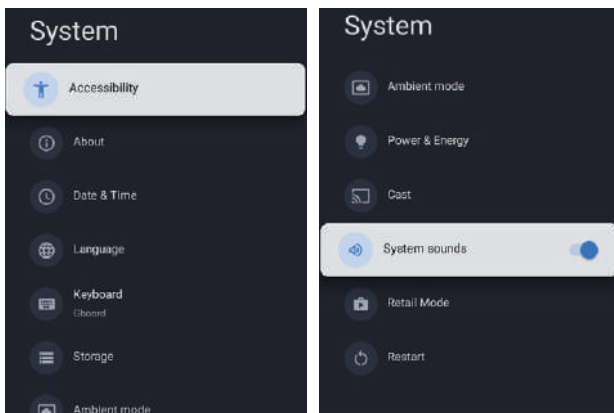 System
Accessibility
About
Date & Time
Language
Keyboard
Gboard
Storage
Ambient mode
System
Ambient mode
Power & Energy
Cast
System sounds
Retail Mode
Restart